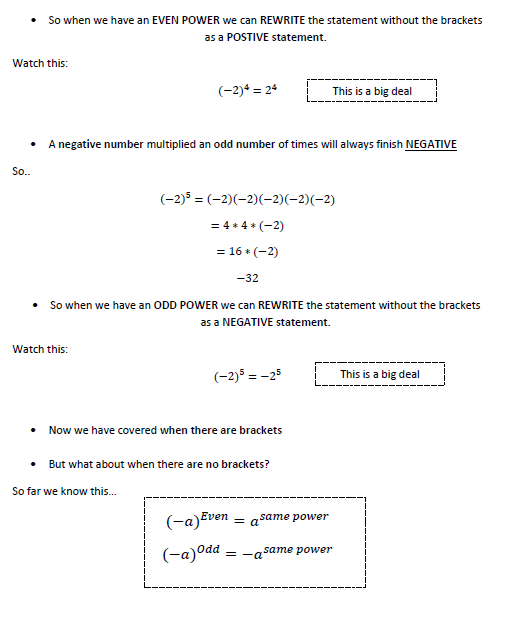 • So when we have an EVEN POWER we can REWRITE the statement without the brackets
as a POSTIVE statement.
Watch this:
(−2)⁴ = 2⁴ This is a big deal
• A negative number multiplied an odd number of times will always finish NEGATIVE
So..
(−2)⁵ = (−2)(−2)(−2)(−2)(−2)
= 4 * 4 * (−2)
= 16 * (−2)
−32
• So when we have an ODD POWER we can REWRITE the statement without the brackets
as a NEGATIVE statement.
Watch this:
(−2)⁵ = −2⁵ This is a big deal
• Now we have covered when there are brackets
• But what about when there are no brackets?
So far we know this...
(−a)^Even = a^same power
(−a)^Odd = −a^same power